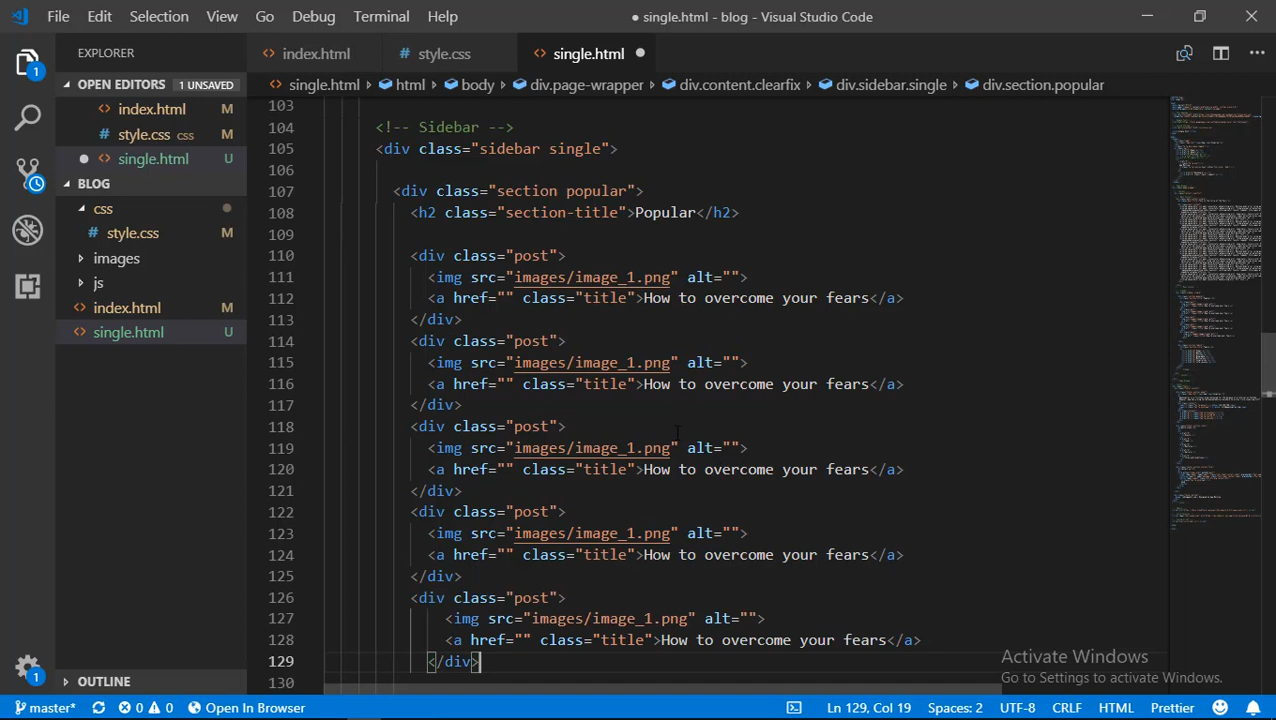 File Edit Selection View Go Debug Terminal Help
● single.html - blog - Visual Studio Code
EXPLORER
index.html
style.css
single.html
OPEN EDITORS 1 UNSAVED
single.html > html > body > div.page-wrapper > div.content.clearfix > div.sidebar.single > div.section.popular
index.html M
style.css css M
single.html U
BLOG
css
style.css M
images
js
index.html M
single.html U
OUTLINE
1
1
103
104 <!-- Sidebar -->
105 <div class="sidebar single">
106
107 <div class="section popular">
108 <h2 class="section-title">Popular</h2>
109
110 <div class="post">
111 <img src="images/image_1.png" alt="">
112 <a href="" class="title">How to overcome your fears</a>
113 </div>
114 <div class="post">
115 <img src="images/image_1.png" alt="">
116 <a href="" class="title">How to overcome your fears</a>
117 </div>
118 <div class="post">
119 <img src="images/image_1.png" alt="">
120 <a href="" class="title">How to overcome your fears</a>
121 </div>
122 <div class="post">
123 <img src="images/image_1.png" alt="">
124 <a href="" class="title">How to overcome your fears</a>
125 </div>
126 <div class="post">
127 <img src="images/image_1.png" alt="">
128 <a href="" class="title">How to overcome your fears</a>
129 </div>
130
Activate Windows
Go to Settings to activate Windows.
master* 0 0 Open In Browser
Ln 129, Col 19 Spaces: 2 UTF-8 CRLF HTML Prettier